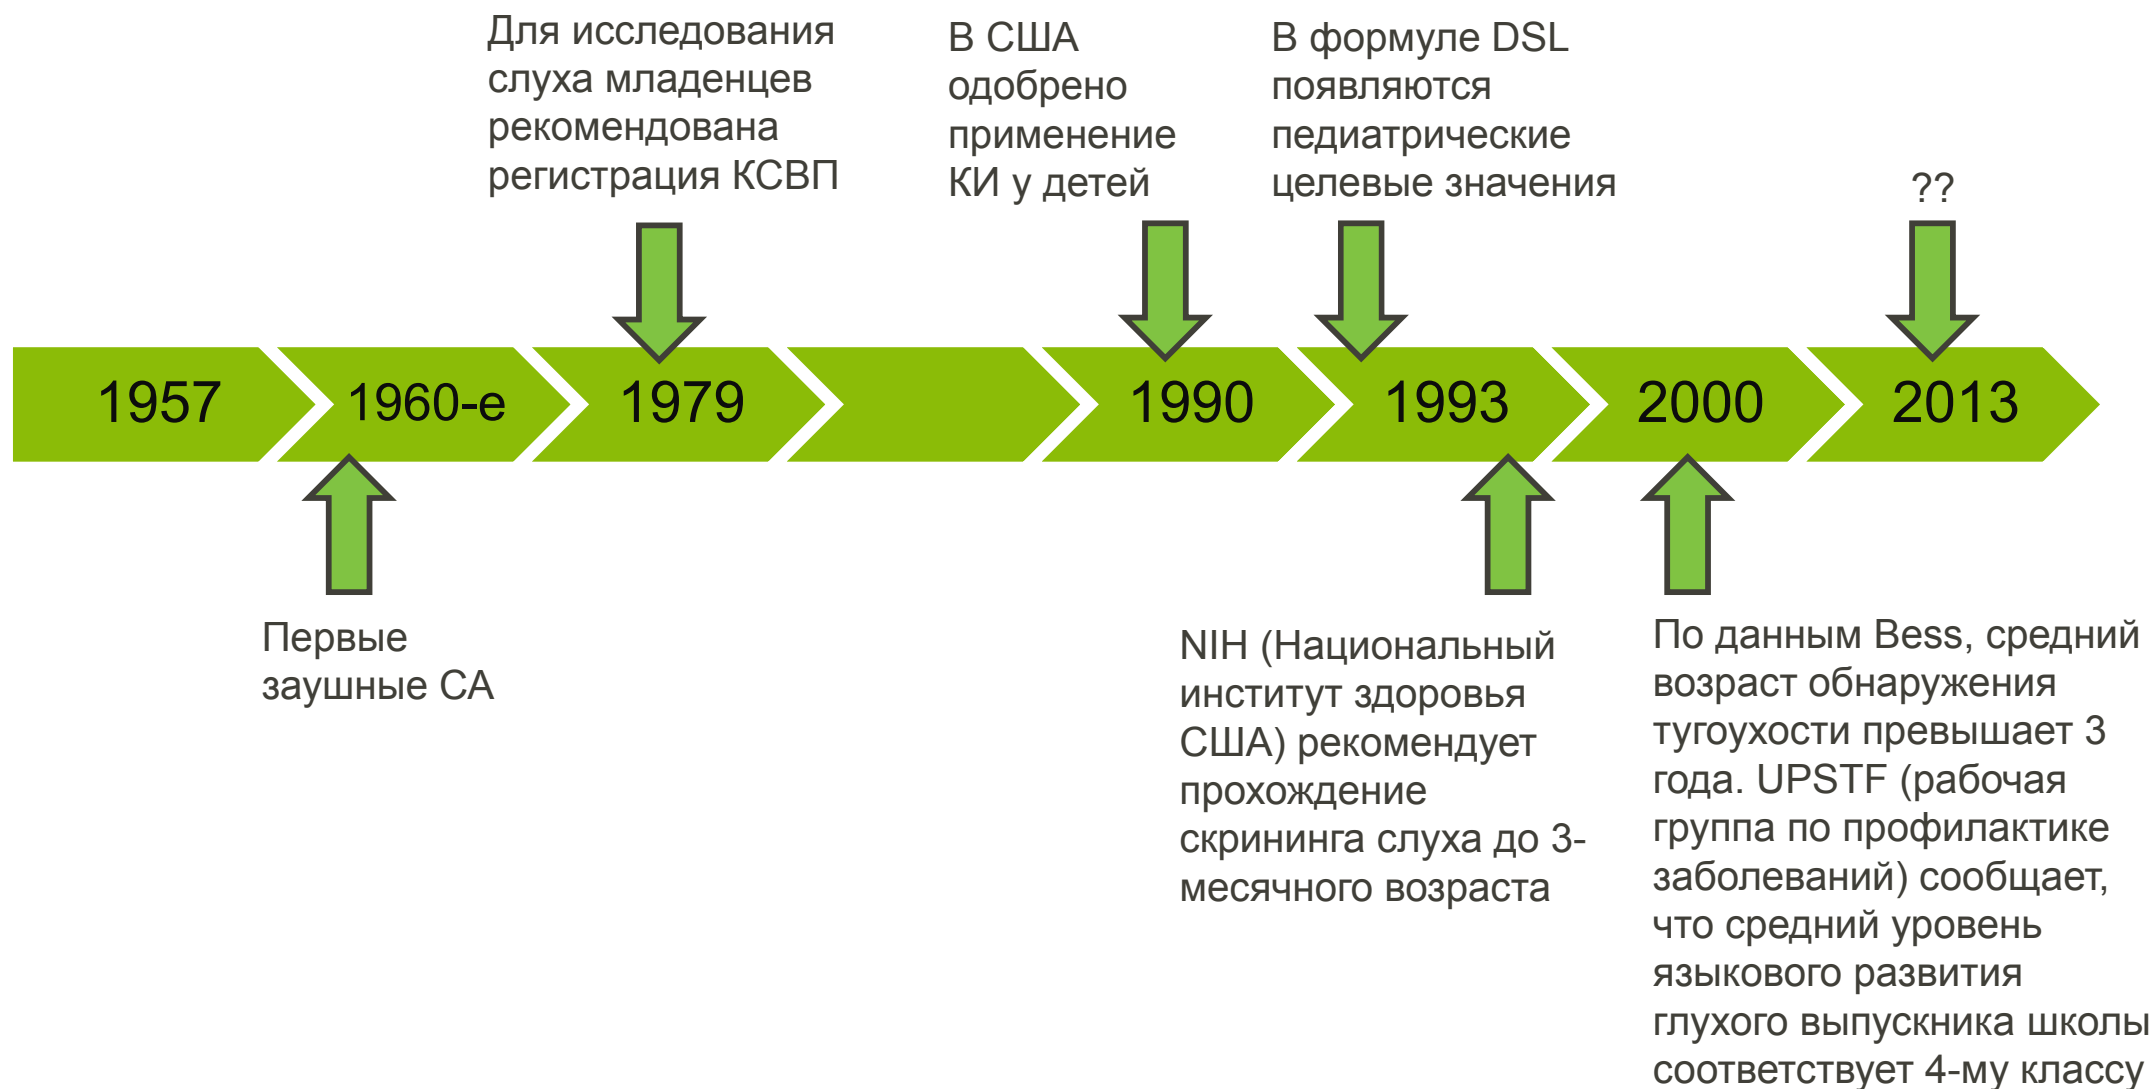 Для исследования
слуха младенцев
рекомендована
регистрация КСВП
В США
одобрено
применение
КИ у детей
В формуле DSL
появляются
педиатрические
целевые значения
??
1957
1960-е
1979
1990
1993
2000
2013
Первые
заушные СА
NIH (Национальный
институт здоровья
США) рекомендует
прохождение
скрининга слуха до 3-
месячного возраста
По данным Bess, средний
возраст обнаружения
тугоухости превышает 3
года. UPSTF (рабочая
группа по профилактике
заболеваний) сообщает,
что средний уровень
языкового развития
глухого выпускника школы
соответствует 4-му классу